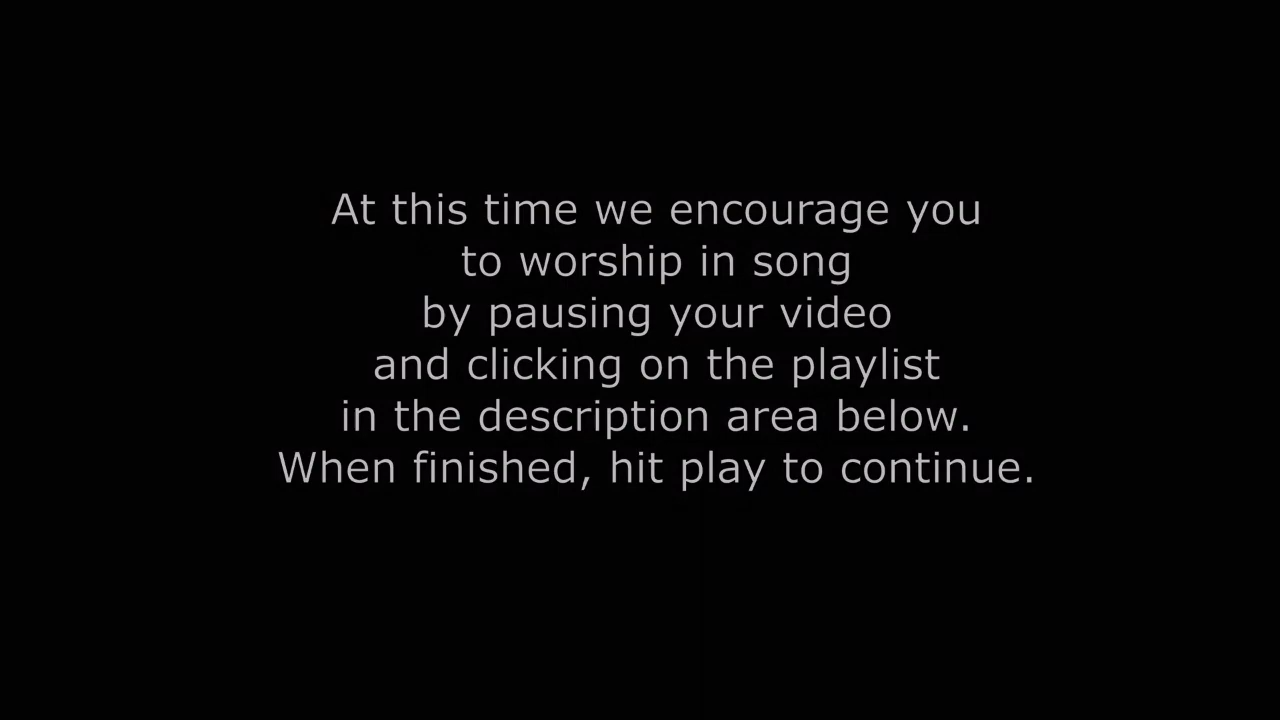 At this time we encourage you
to worship in song
by pausing your video
and clicking on the playlist
in the description area below.
When finished, hit play to continue.